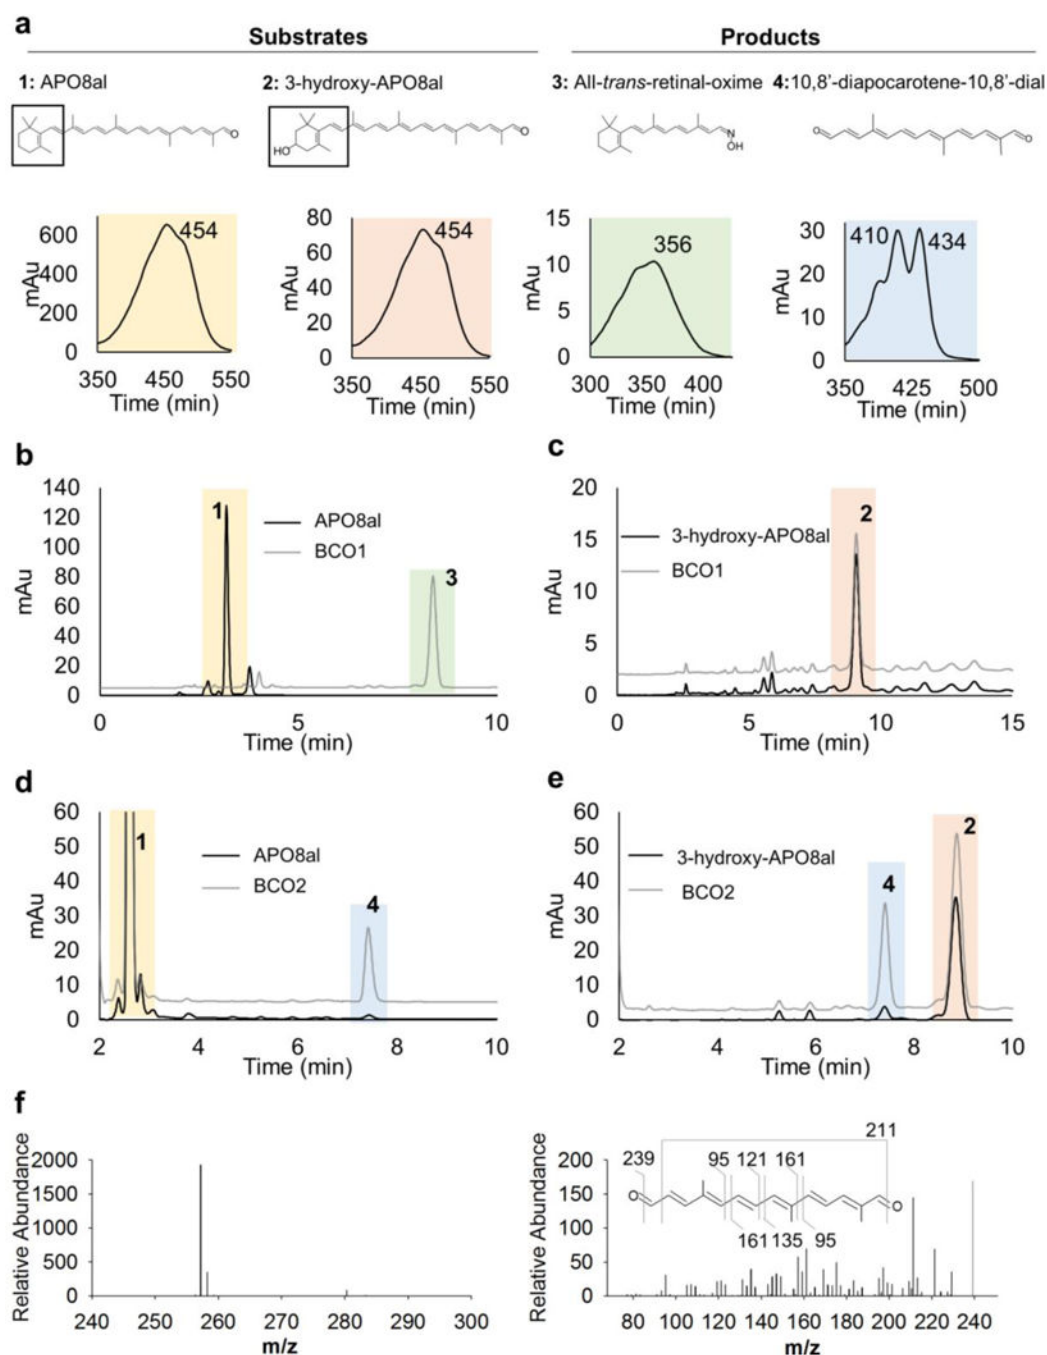 a
Substrates
Products
1: APO8al
2: 3-hydroxy-APO8al
3: All-trans-retinal-oxime
4:10,8'-diapocarotene-10,8'-dial
O
HO
O
N
OH
O
O
mAu
600
400
200
0
454
350 450 550
Time (min)
mAu
80
60
40
20
0
454
350 450 550
Time (min)
mAu
15
10
5
0
356
300 350 400
Time (min)
mAu
30
20
10
0
410
434
350 425 500
Time (min)
b
mAu
140
120
100
80
60
40
20
0
1
APO8al
BCO1
3
0 5 10
Time (min)
c
mAu
20
15
10
5
0
2
3-hydroxy-APO8al
BCO1
0 5 10 15
Time (min)
d
mAu
60
50
40
30
20
10
0
1
APO8al
BCO2
4
2 4 6 8 10
Time (min)
e
mAu
60
50
40
30
20
10
0
2
3-hydroxy-APO8al
BCO2
4
2 4 6 8 10
Time (min)
f
Relative Abundance
2000
1500
1000
500
0
240 250 260 270 280 290 300
m/z
Relative Abundance
200
150
100
50
0
211
239 95 121 161
O
O
161 135 95
80 100 120 140 160 180 200 220 240
m/z